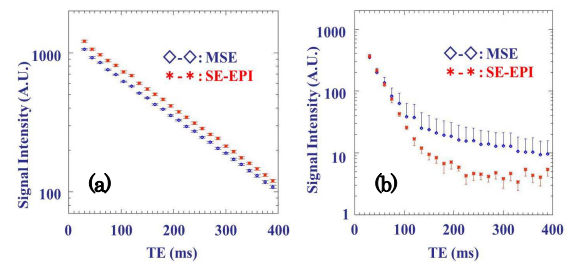 1000
100
Signal Intensity (A.U.)
◇-◇: MSE
*-*: SE-EPI
(a)
0 100 200 300 400
TE (ms)
1000
100
10
1
Signal Intensity (A.U.)
◇-◇: MSE
*-*: SE-EPI
(b)
0 100 200 300 400
TE (ms)